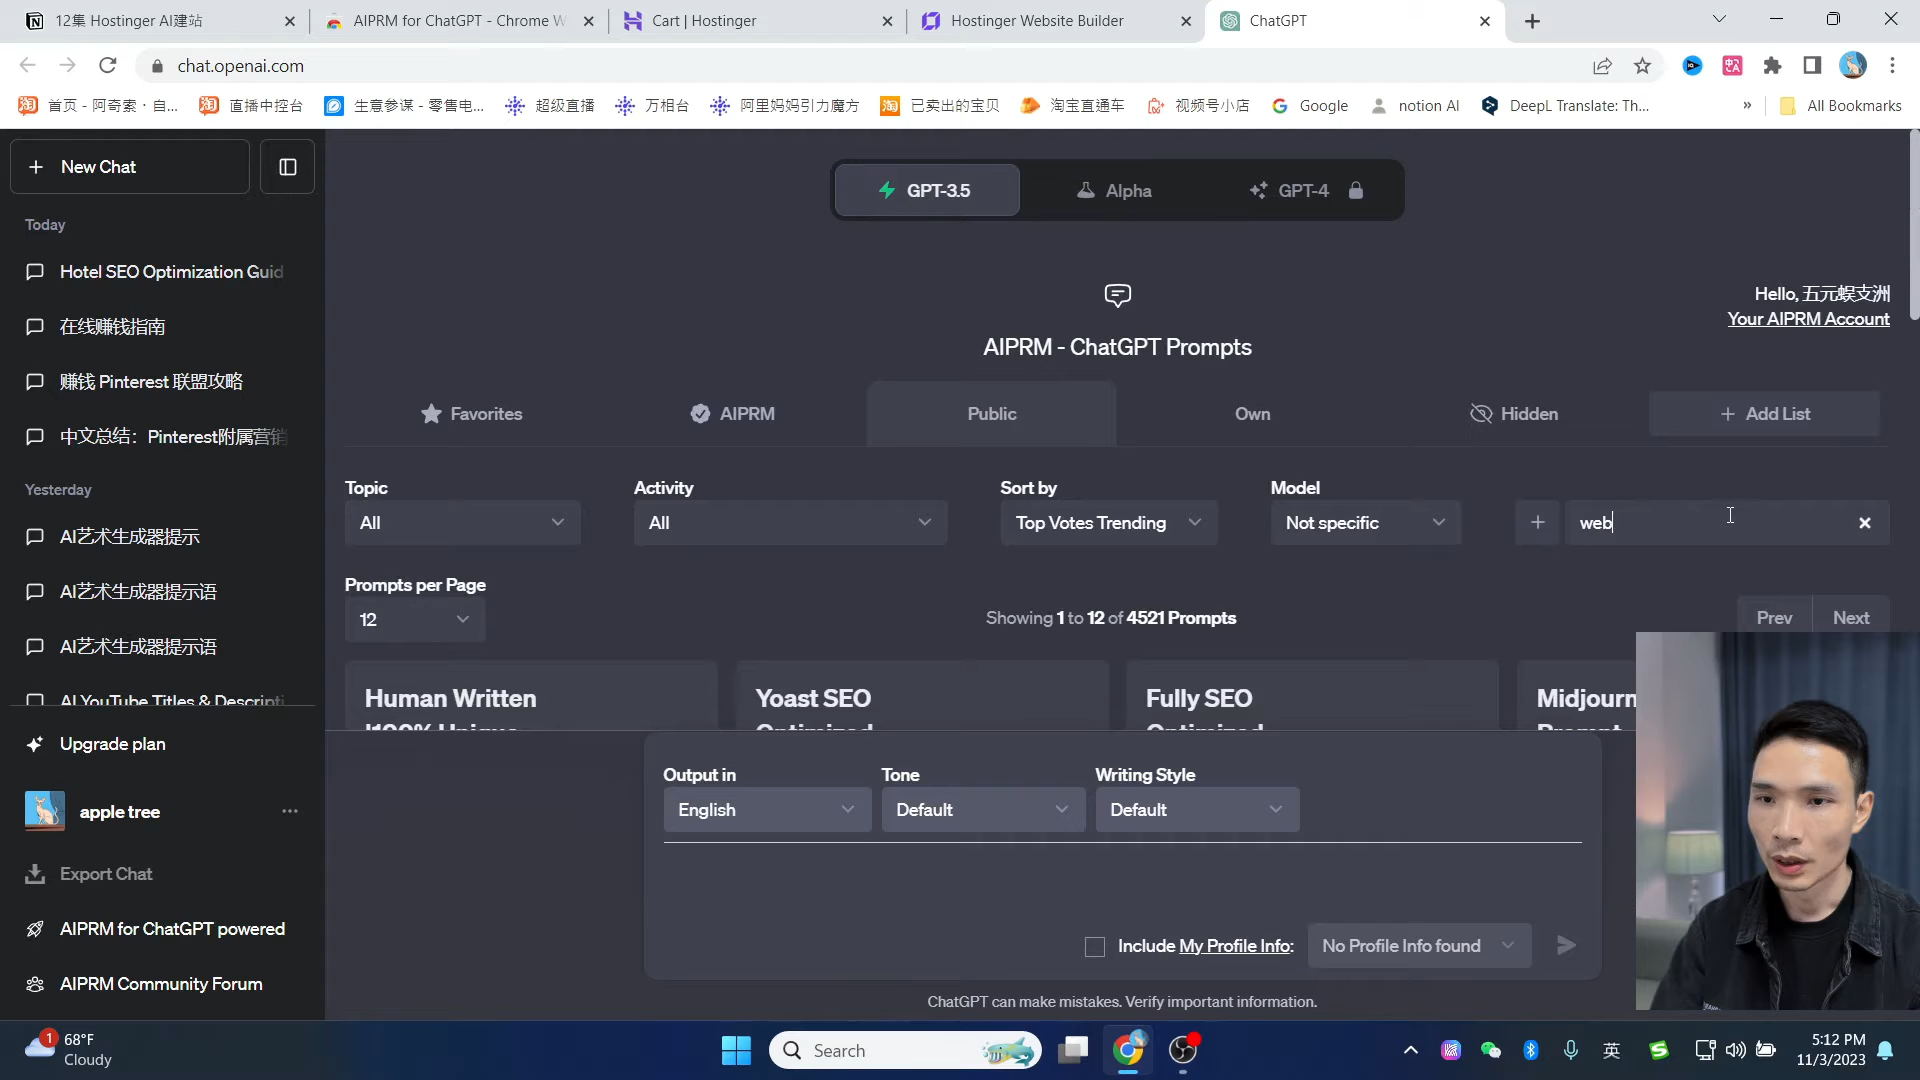 12集 Hostinger AI建站
AIPRM for ChatGPT - Chrome W
Cart | Hostinger
Hostinger Website Builder
ChatGPT
chat.openai.com
首页 - 阿奇索 · 自...
直播中控台
生意参谋 - 零售电...
超级直播
万相台
阿里妈妈引力魔方
已卖出的宝贝
淘宝直通车
视频号小店
Google
notion AI
DeepL Translate: Th...
»
All Bookmarks
New Chat
GPT-3.5
Alpha
GPT-4
Today
Hotel SEO Optimization Guid
在线赚钱指南
赚钱 Pinterest 联盟攻略
中文总结：Pinterest附属营销
Yesterday
AI艺术生成器提示
AI艺术生成器提示语
AI艺术生成器提示语
AI YouTube Titles & Descripti
Upgrade plan
apple tree
Export Chat
AIPRM for ChatGPT powered
AIPRM Community Forum
Hello, 五元蜈支洲
Your AIPRM Account
AIPRM - ChatGPT Prompts
Favorites
AIPRM
Public
Own
Hidden
+ Add List
Topic
Activity
Sort by
Model
All
All
Top Votes Trending
Not specific
+
web
Prompts per Page
12
Showing 1 to 12 of 4521 Prompts
Prev
Next
Human Written
|100% Unique
Yoast SEO
Optimized
Fully SEO
Optimized
Midjourn
Prompt
Output in
Tone
Writing Style
English
Default
Default
Include My Profile Info:
No Profile Info found
ChatGPT can make mistakes. Verify important information.
1
68°F
Cloudy
Search
英
5:12 PM
11/3/2023